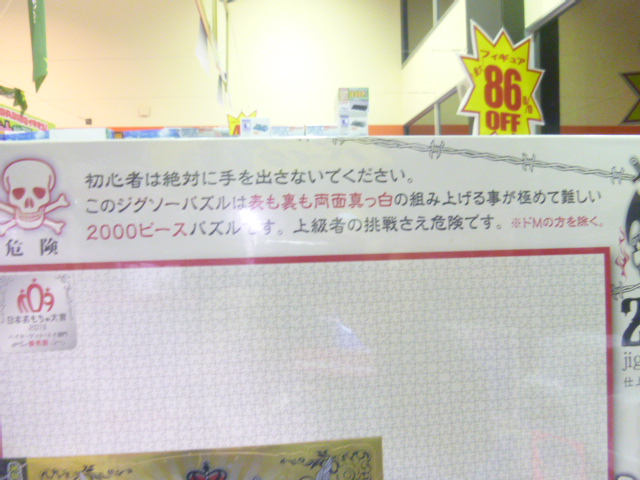 フィギュア
86%
OFF
初心者は絶対に手を出さないでください。
このジグソーパズルは表も裏も両面真っ白の組み上げる事が極めて難しい
2000ピースパズルです。上級者の挑戦さえ危険です。※ドMの方を除く。
危険
日本おもちゃ大賞
2
jig
仕上